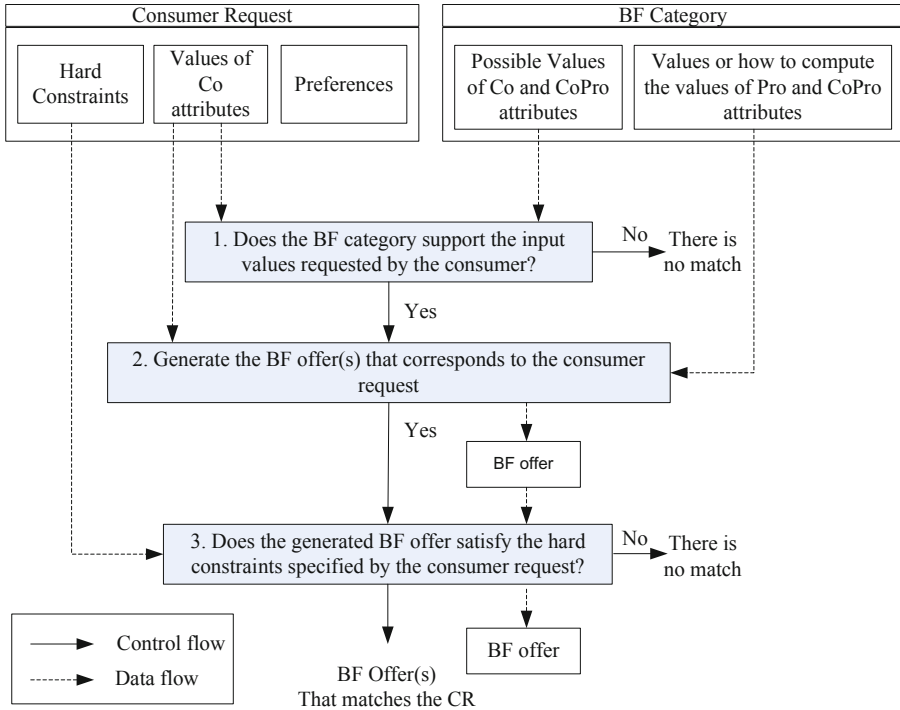 Consumer Request
BF Category
Hard
Constraints
Values of
Co
attributes
Preferences
Possible Values
of Co and CoPro
attributes
Values or how to compute
the values of Pro and CoPro
attributes
1. Does the BF category support the input
values requested by the consumer?
No
There is
no match
Yes
2. Generate the BF offer(s) that corresponds to the consumer
request
Yes
BF offer
3. Does the generated BF offer satisfy the hard
constraints specified by the consumer request?
No
There is
no match
Control flow
Data flow
BF Offer(s)
That matches the CR
BF offer